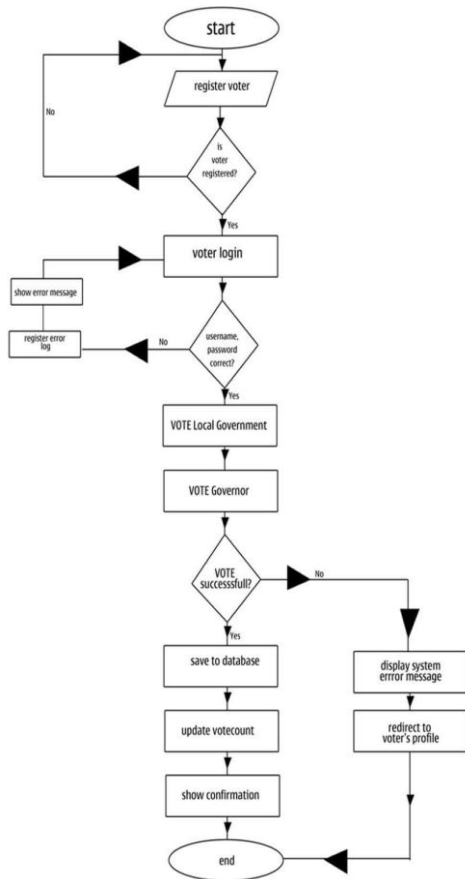 start
register voter
No
is
voter
registered?
Yes
voter login
show error message
register error
log
No
username,
password
correct?
Yes
VOTE Local Government
VOTE Governor
VOTE
successsfull?
No
Yes
save to database
display system
errror message
update votecount
redirect to
voter's profile
show confirmation
end